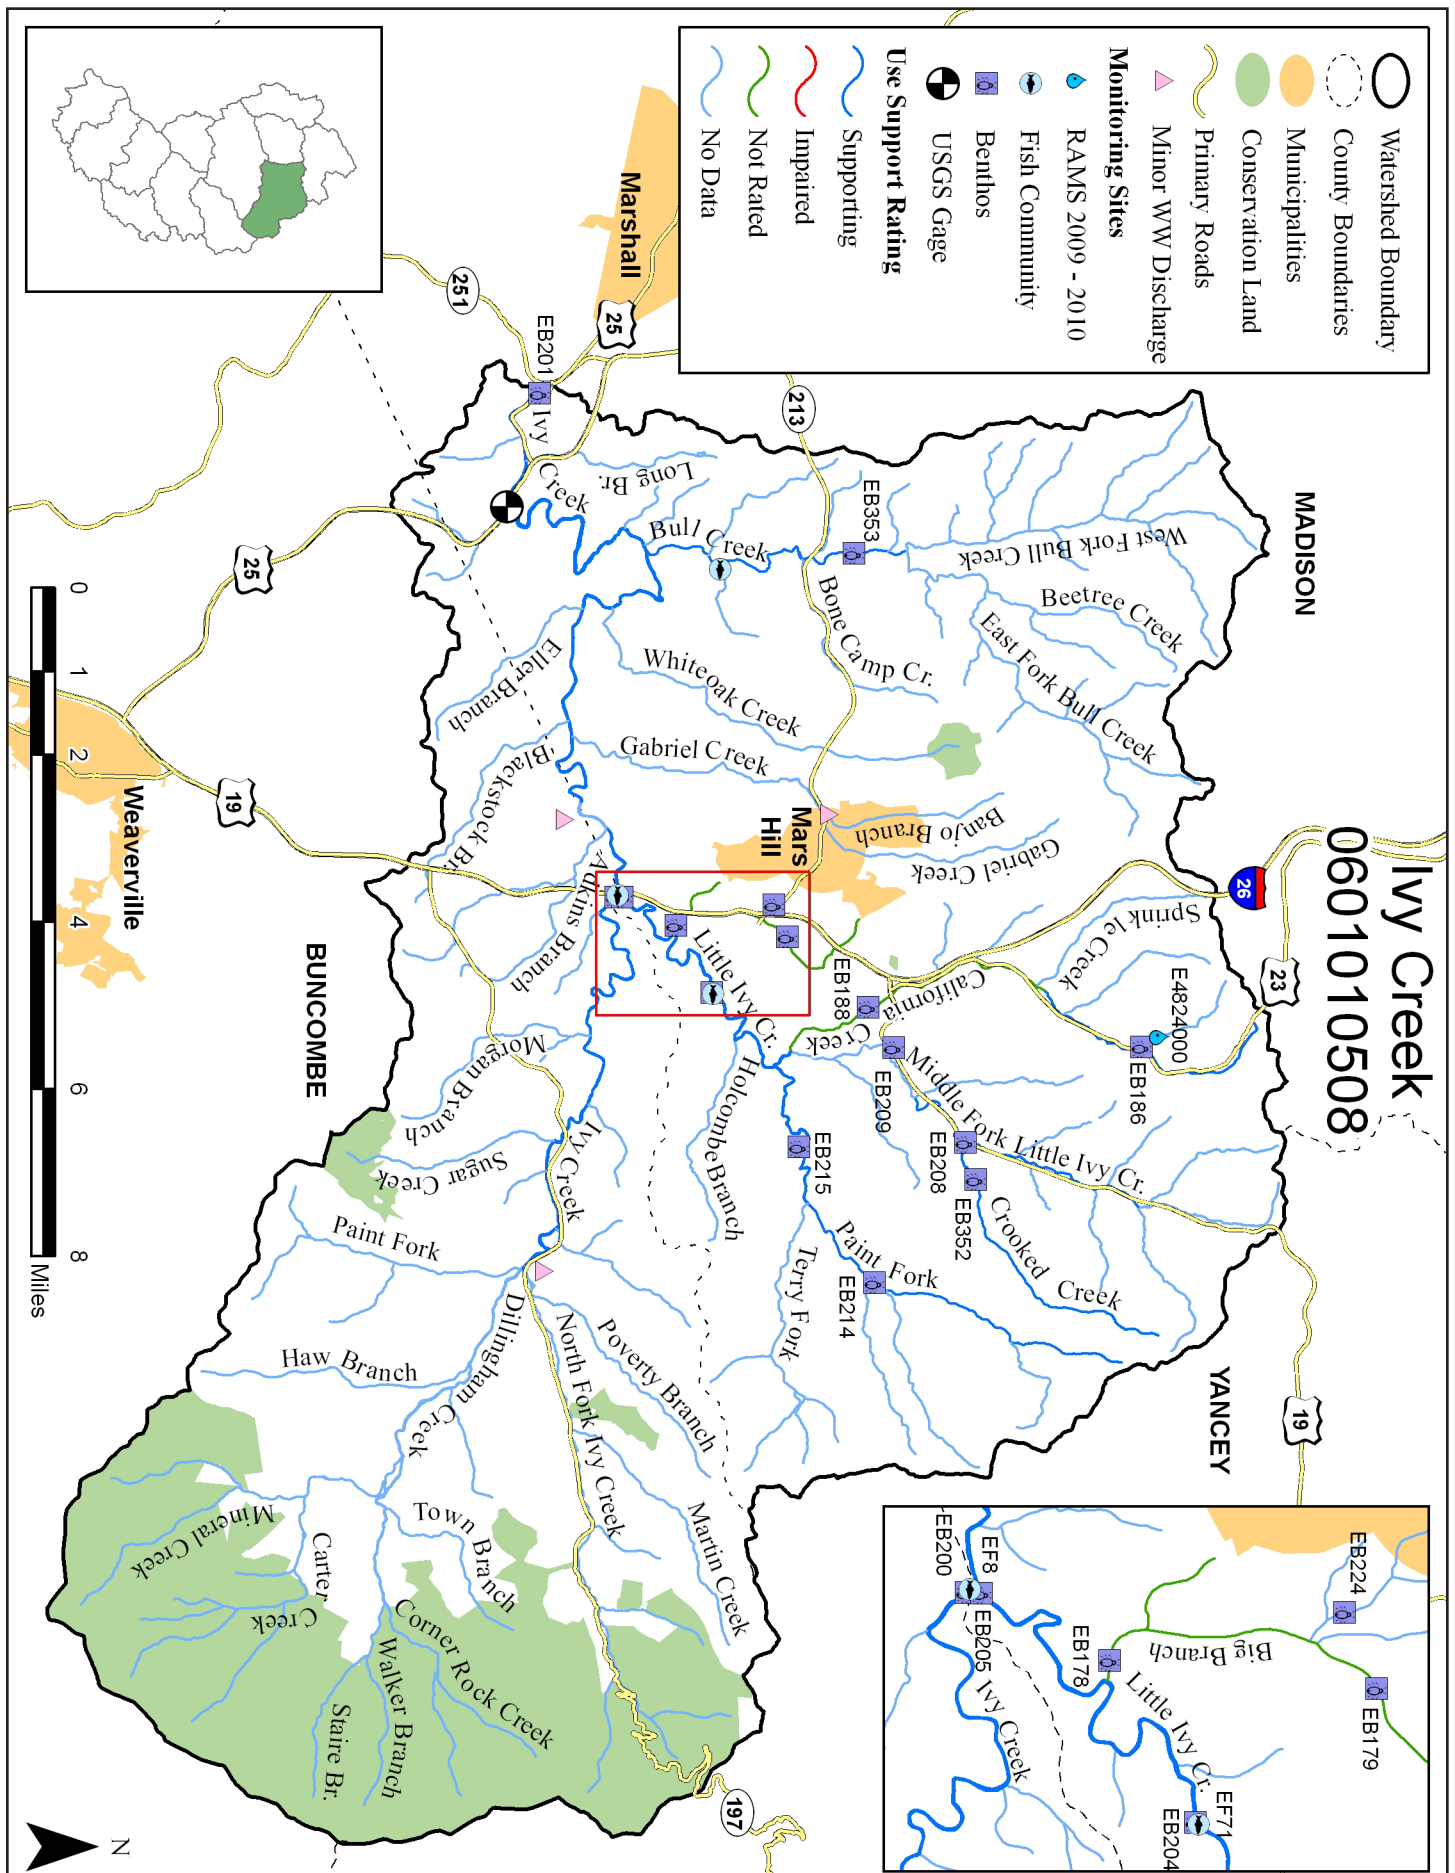 Ivy Creek
0601010508
Watershed Boundary
County Boundaries
Municipalities
Conservation Land
Primary Roads
Minor WW Discharge
Monitoring Sites
RAMS 2009 - 2010
Fish Community
Benthos
USGS Gage
Use Support Rating
Supporting
Impaired
Not Rated
No Data
MADISON
YANCEY
BUNCOMBE
Marshall
Mars
Hill
Weaverville
26
23
19
19
25
25
213
251
197
West Fork Bull Creek
Beetree Creek
East Fork Bull Creek
Bone Camp Cr.
Bull Creek
Long Br.
Ivy
Creek
Whiteoak Creek
Gabriel Creek
Banjo Branch
Gabriel Creek
Sprinkle Creek
California
Creek
Middle Fork Little Ivy Cr.
Crooked Creek
Paint Fork
Terry Fork
Holcombe Branch
Little Ivy Cr.
Eller Branch
Blackstock Br.
Adkins Branch
Morgan Branch
Sugar Creek
Ivy Creek
Paint Fork
Haw Branch
Dillingham Creek
North Fork Ivy Creek
Poverty Branch
Martin Creek
Town Branch
Mineral Creek
Carter
Creek
Corner Rock Creek
Walker Branch
Staire Br.
E4824000
EB186
EB188
EB209
EB208
EB352
EB215
EB214
EB353
EB201
EB224
EB179
Big Branch
EB178
Little Ivy Cr.
EF71
EB204
EF8
EB200
EB205
Ivy Creek
0
1
2
4
6
8
Miles
N